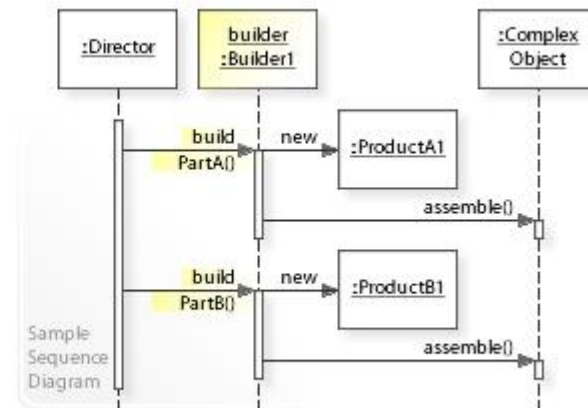 :Director
builder
:Builder1
:Complex
Object
build
PartA()
new
:ProductA1
assemble()
build
PartB()
new
:ProductB1
assemble()
Sample
Sequence
Diagram